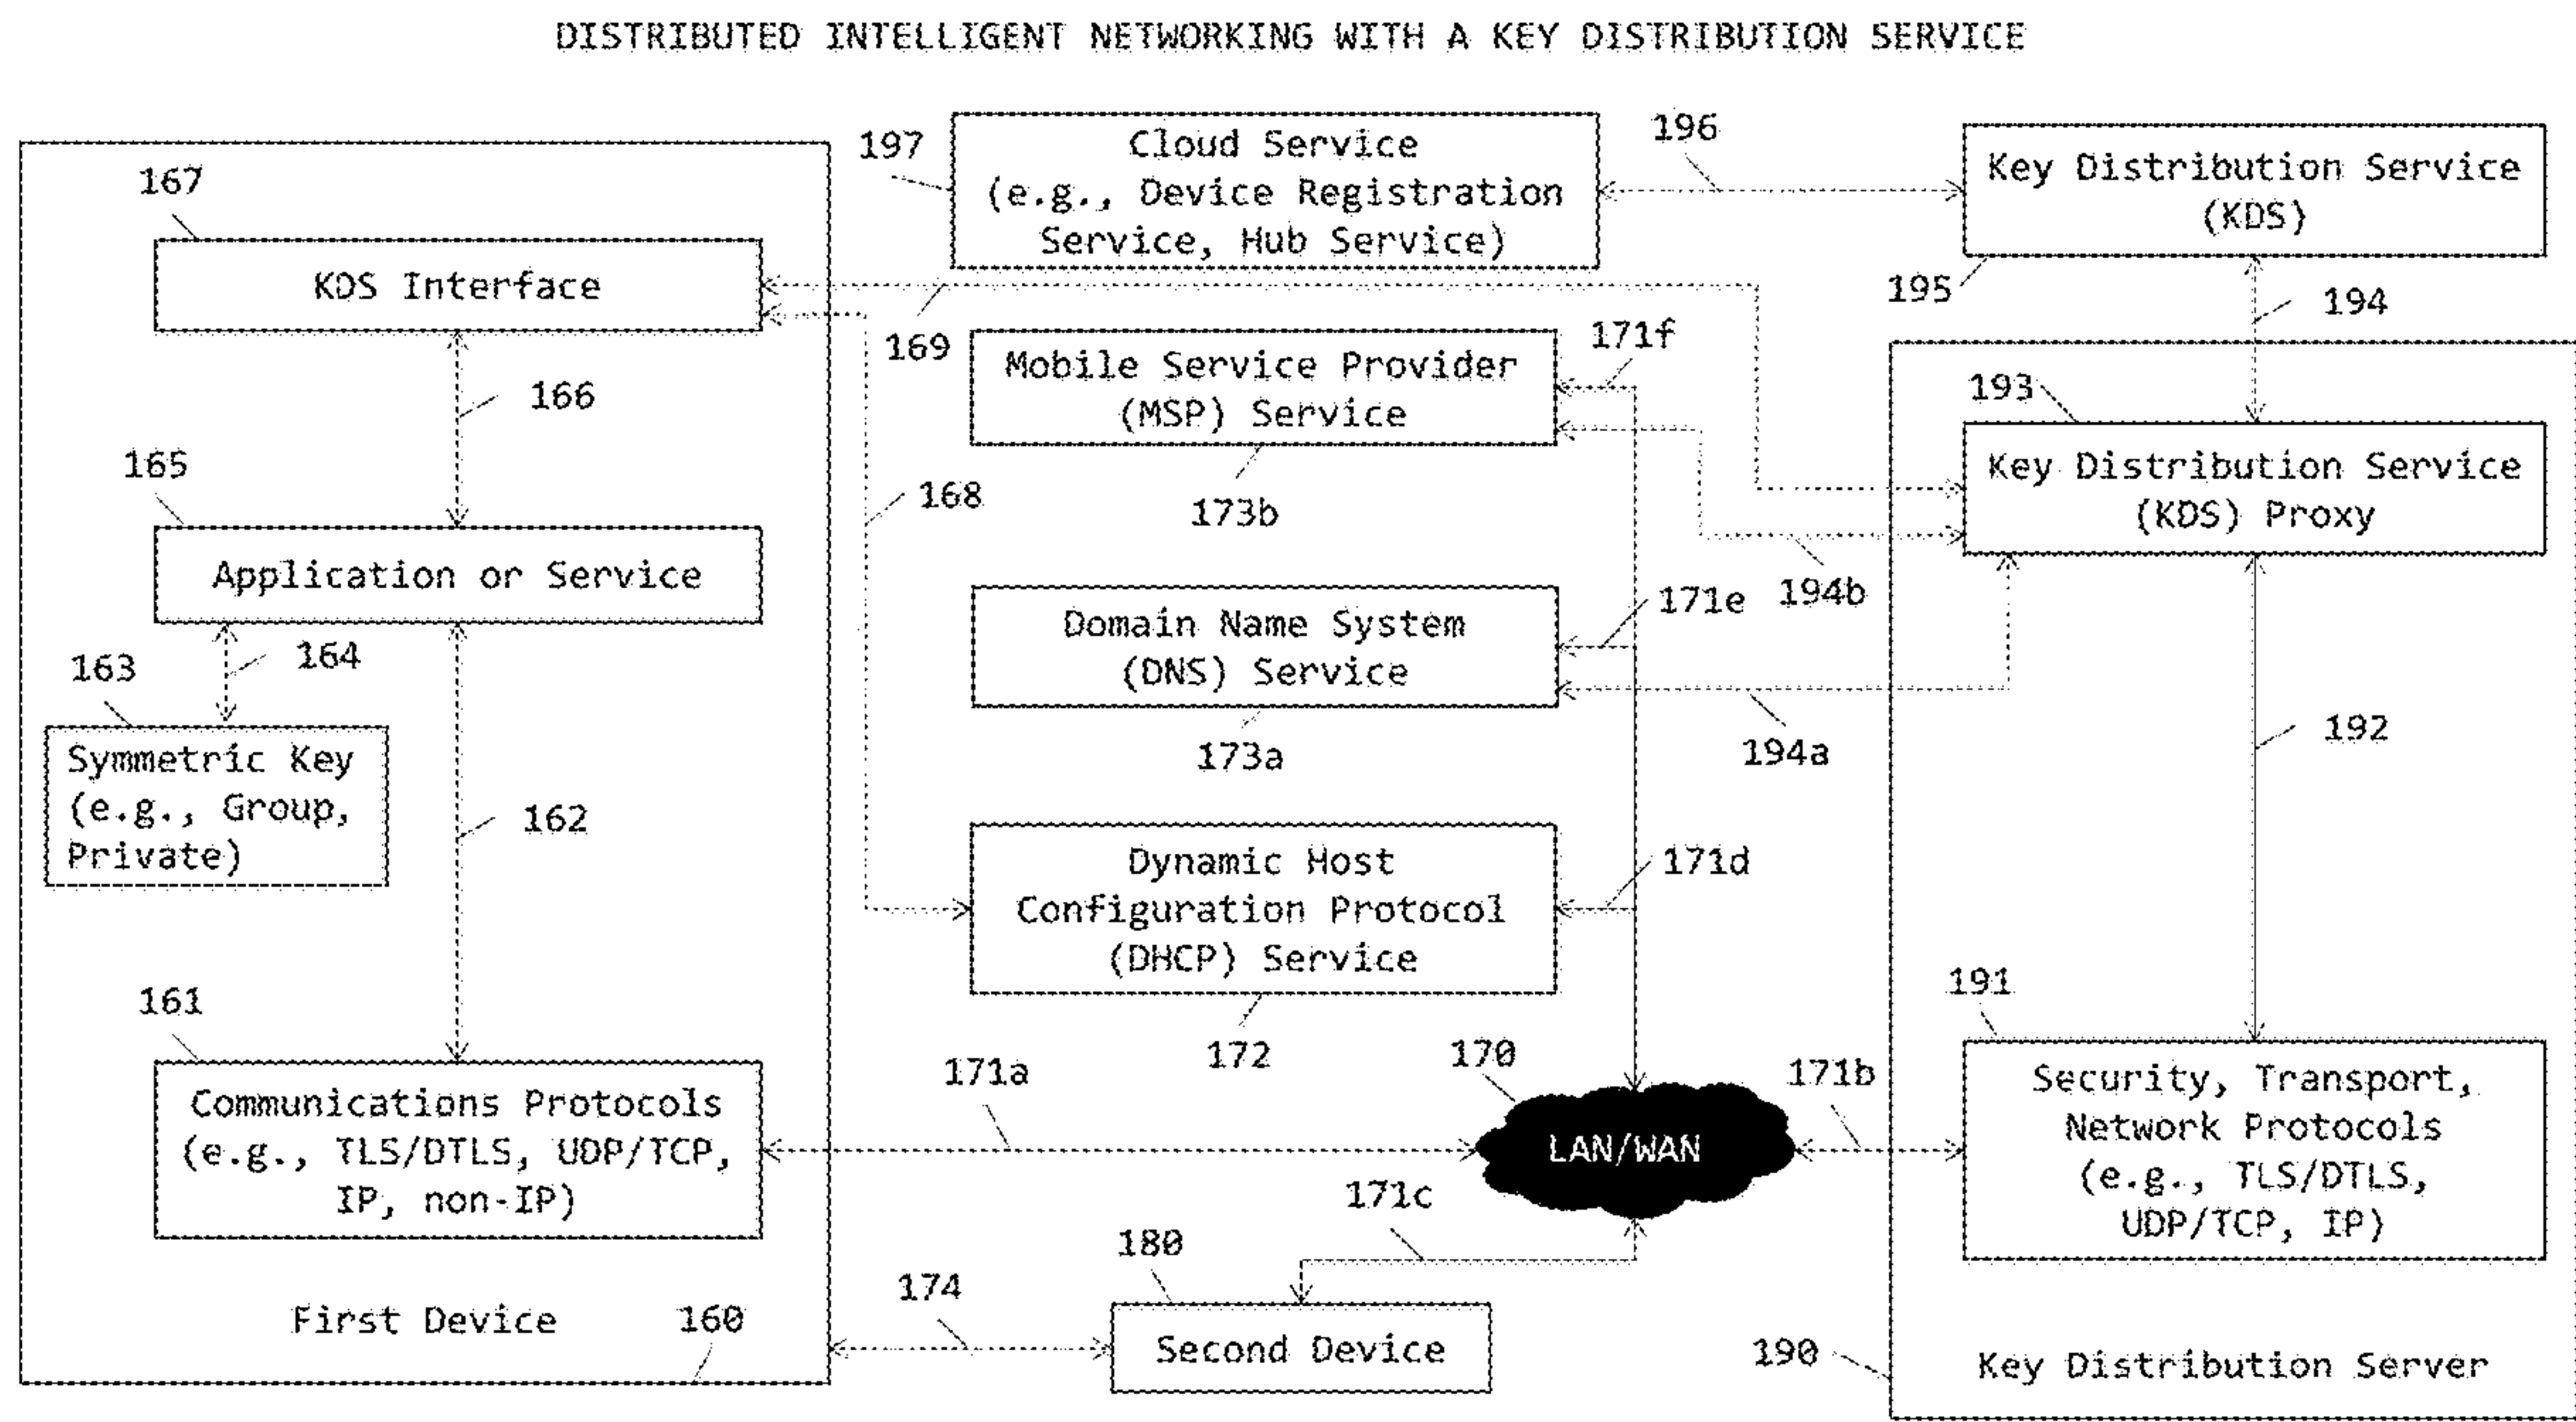 DISTRIBUTED INTELLIGENT NETWORKING WITH A KEY DISTRIBUTION SERVICE
167
KDS Interface
166
165
Application or Service
163
164
Symmetric Key
(e.g., Group,
Private)
162
161
Communications Protocols
(e.g., TLS/DTLS, UDP/TCP,
IP, non-IP)
First Device
160
197
Cloud Service
(e.g., Device Registration
Service, Hub Service)
196
169
168
Mobile Service Provider
(MSP) Service
171f
173b
Domain Name System
(DNS) Service
171e
194b
173a
194a
Dynamic Host
Configuration Protocol
(DHCP) Service
171d
172
171a
170
LAN/WAN
171b
171c
180
174
Second Device
Key Distribution Service
(KDS)
195
194
193
Key Distribution Service
(KDS) Proxy
192
191
Security, Transport,
Network Protocols
(e.g., TLS/DTLS,
UDP/TCP, IP)
190
Key Distribution Server